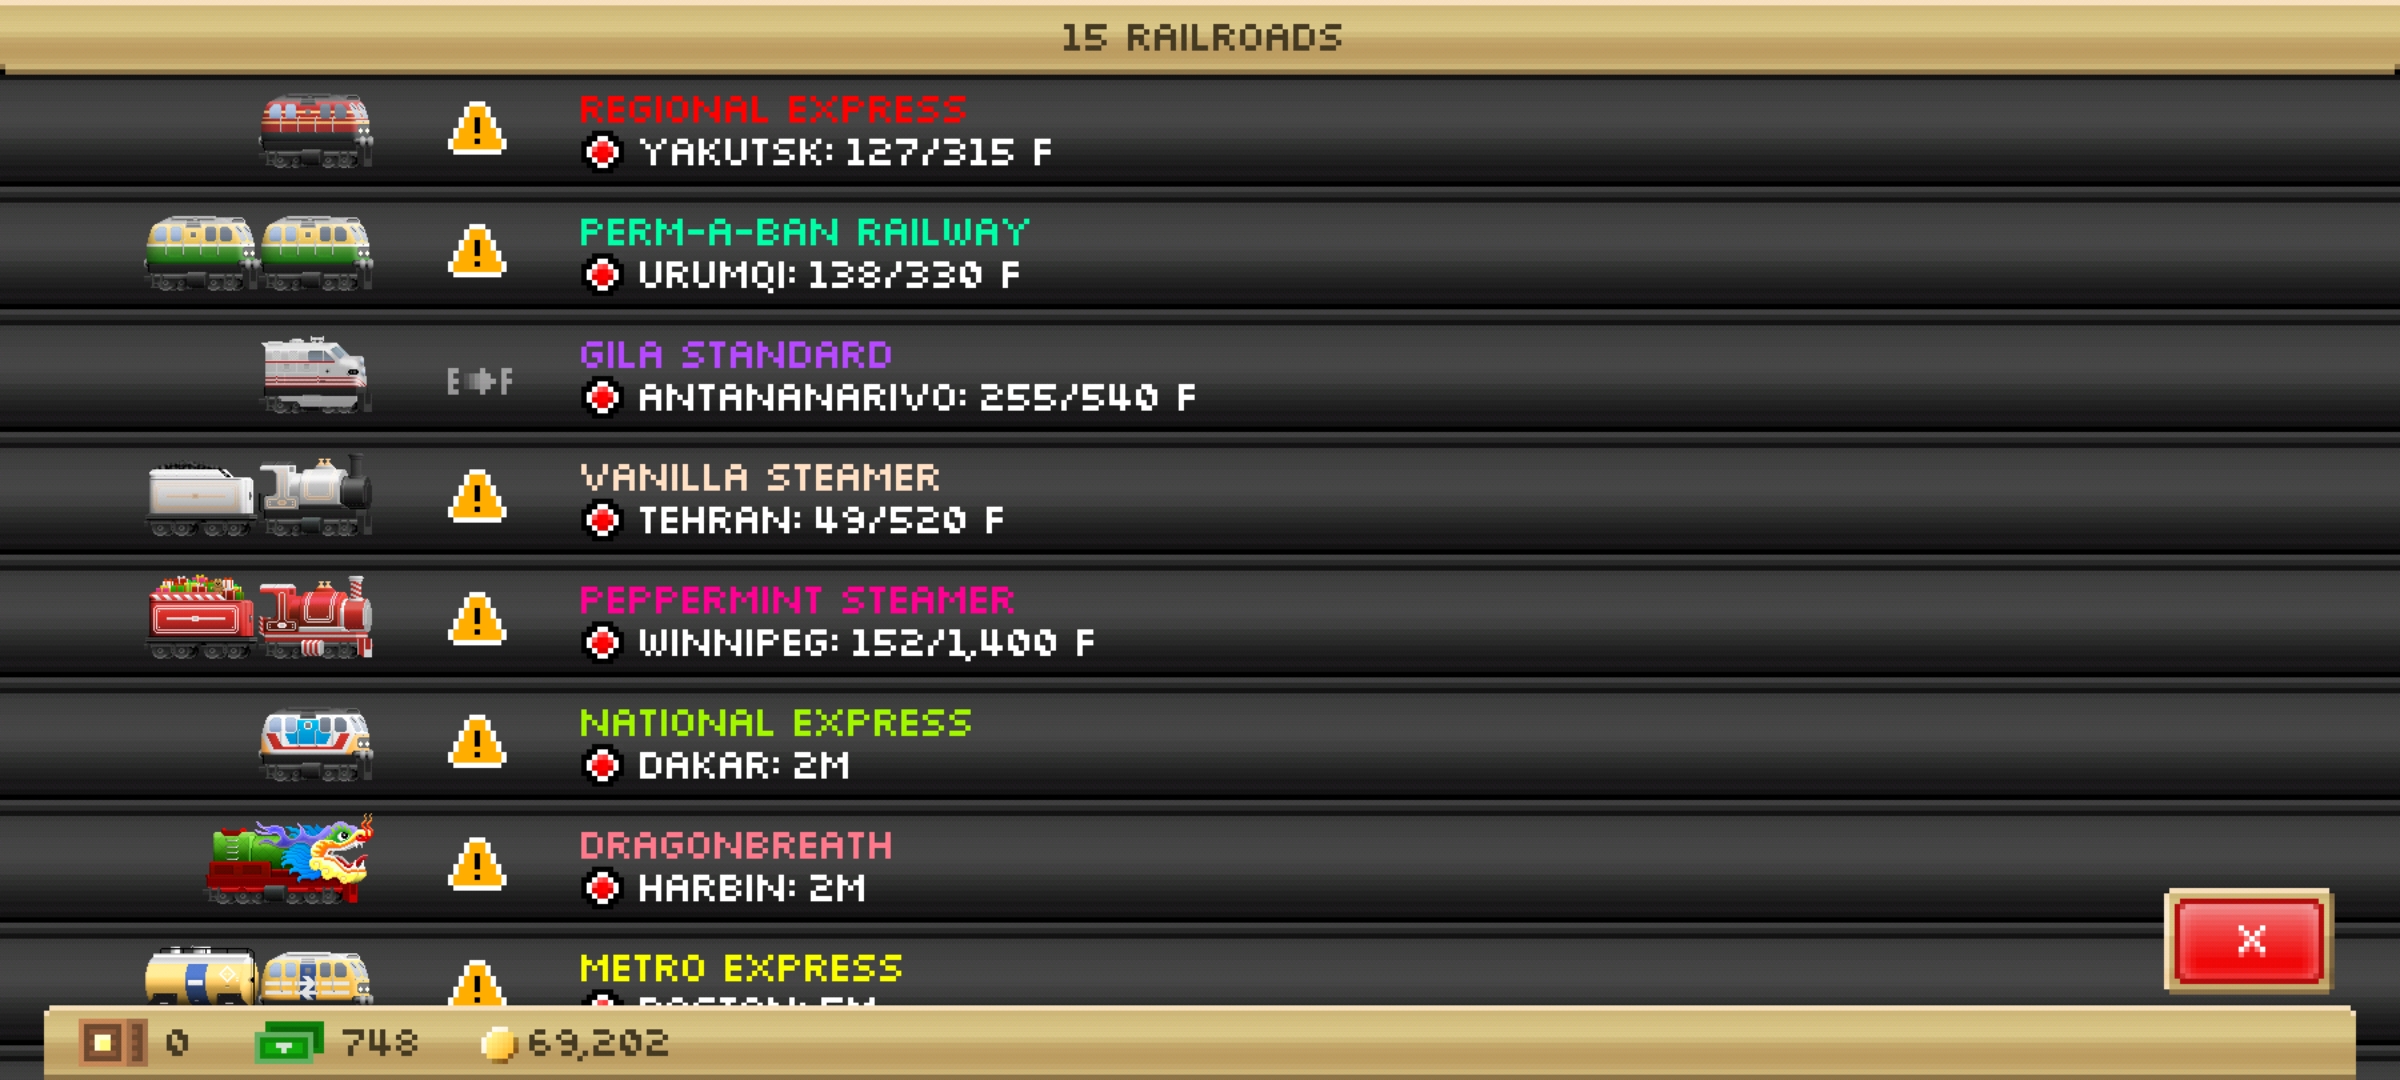 15 RAILROADS
REGIONAL EXPRESS
YAKUTSK: 127/315 F
PERM-A-BAN RAILWAY
URUMQI: 138/330 F
GILA STANDARD
E F
ANTANANARIVO: 255/540 F
VANILLA STEAMER
TEHRAN: 49/520 F
PEPPERMINT STEAMER
WINNIPEG: 152/1,400 F
NATIONAL EXPRESS
DAKAR: 2M
DRAGONBREATH
HARBIN: 2M
X
METRO EXPRESS
0 748 69,202